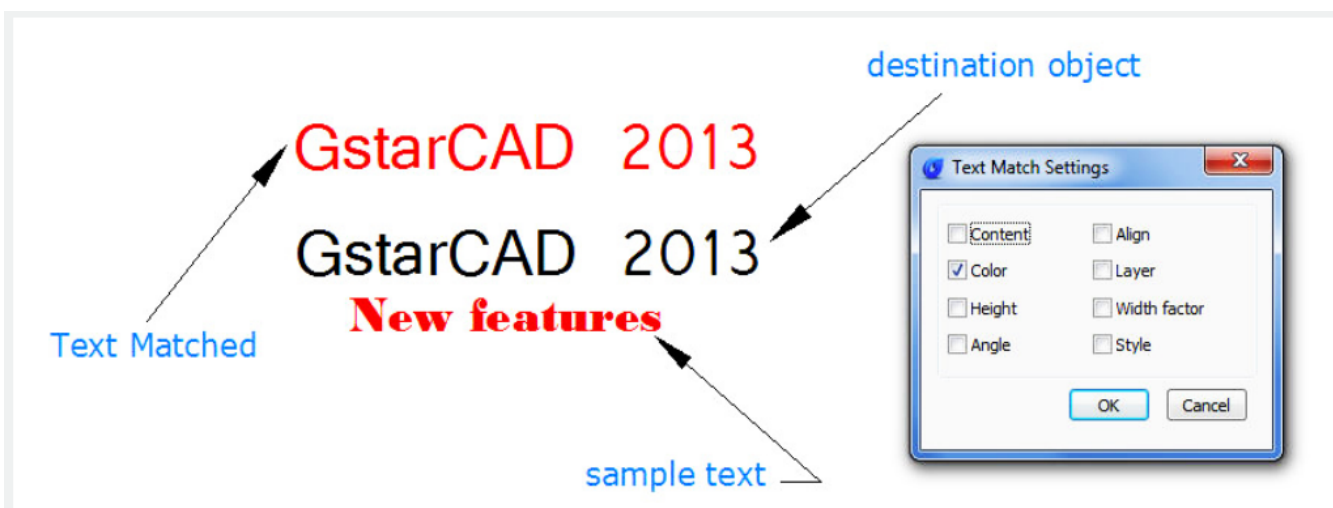 destination object
GstarCAD 2013
GstarCAD 2013
New features
Text Matched
sample text
Text Match Settings
Content
Align
Color
Layer
Height
Width factor
Angle
Style
OK
Cancel